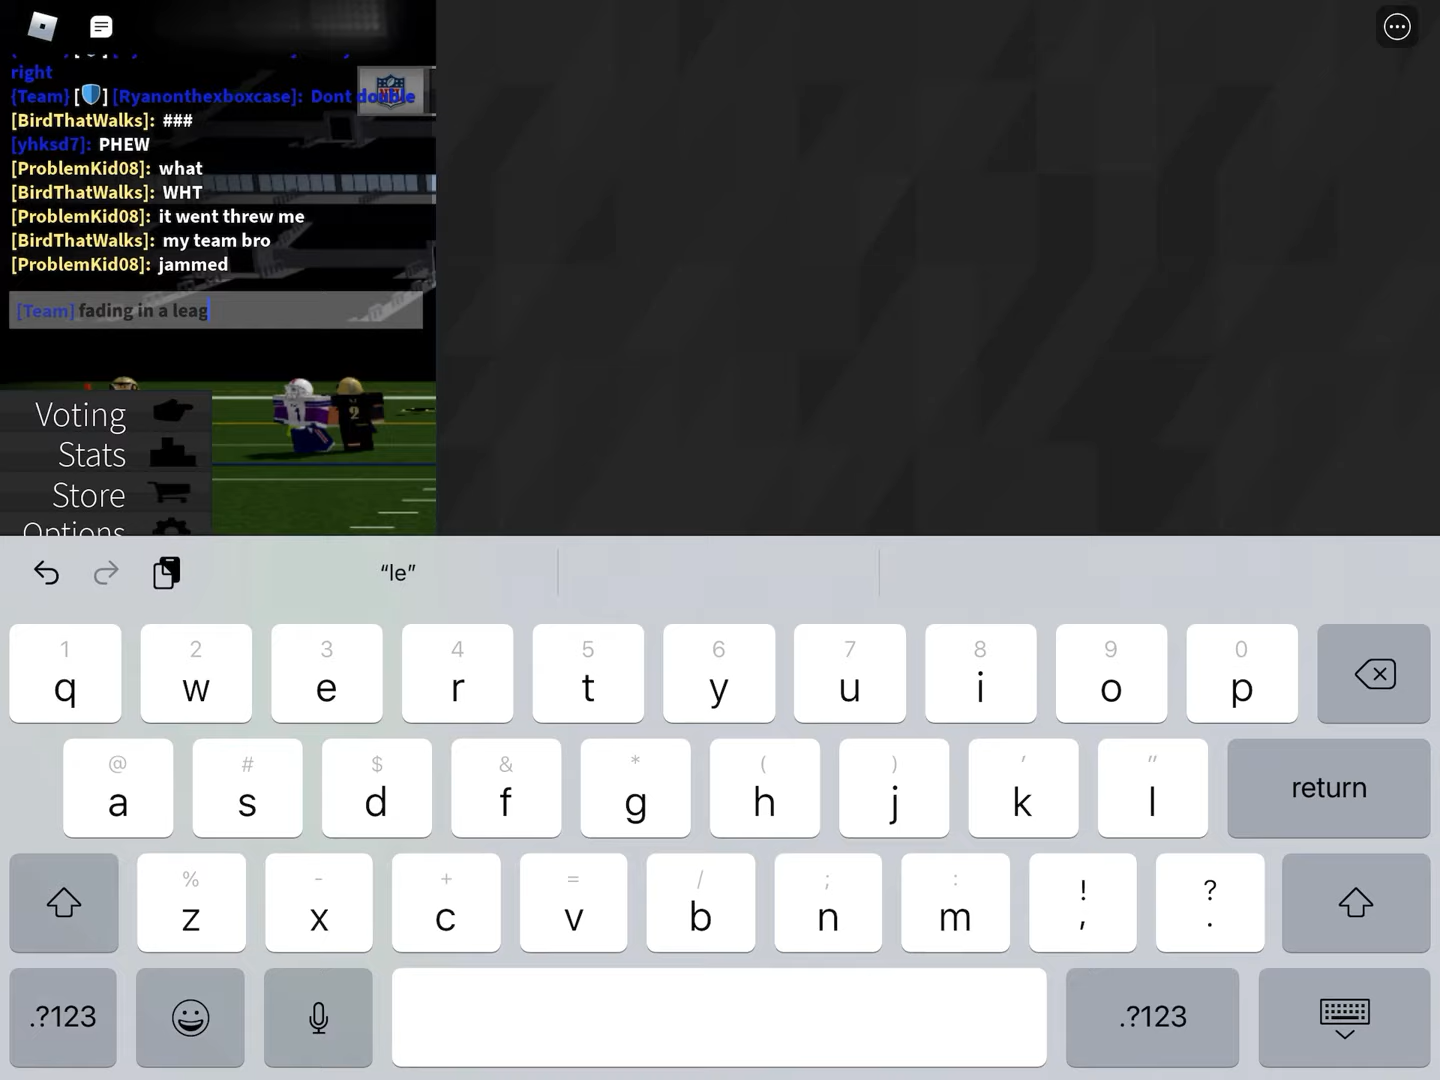 right
{Team} [🛡️] [Ryanonthexboxcase]: Dont double
[BirdThatWalks]: ###
[yhksd7]: PHEW
[ProblemKid08]: what
[BirdThatWalks]: WHT
[ProblemKid08]: it went threw me
[BirdThatWalks]: my team bro
[ProblemKid08]: jammed
[Team] fading in a leag
2
Voting
Stats
Store
Options
“le”
1 2 3 4 5 6 7 8 9 0
q w e r t y u i o p
@ # $ & * ( ) ' "
a s d f g h j k l return
% - + = / ; : ! ?
z x c v b n m , .
.?123 .?123